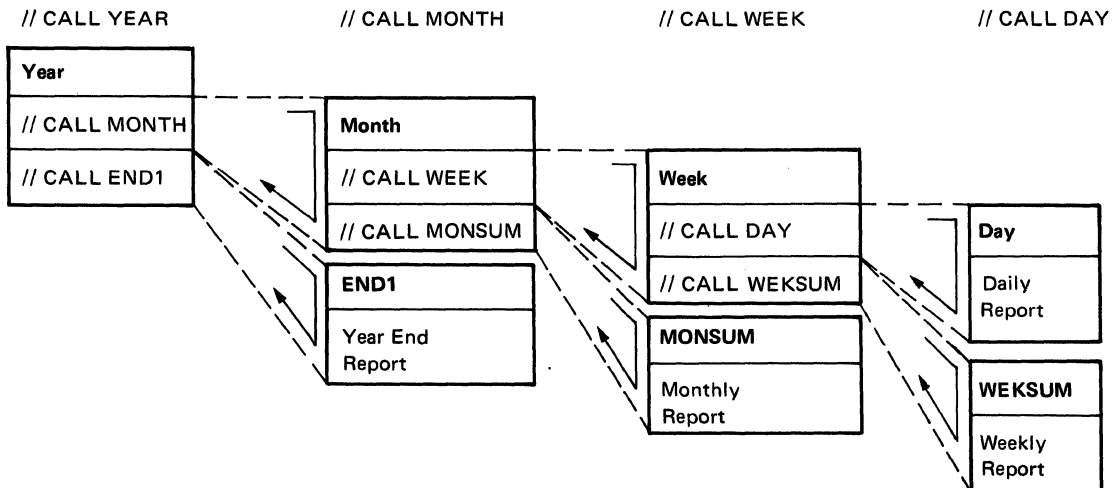 // CALL YEAR
// CALL MONTH
// CALL WEEK
// CALL DAY
Year
// CALL MONTH
// CALL END1
Month
// CALL WEEK
// CALL MONSUM
END1
Year End
Report
Week
// CALL DAY
// CALL WEKSUM
MONSUM
Monthly
Report
Day
Daily
Report
WEKSUM
Weekly
Report